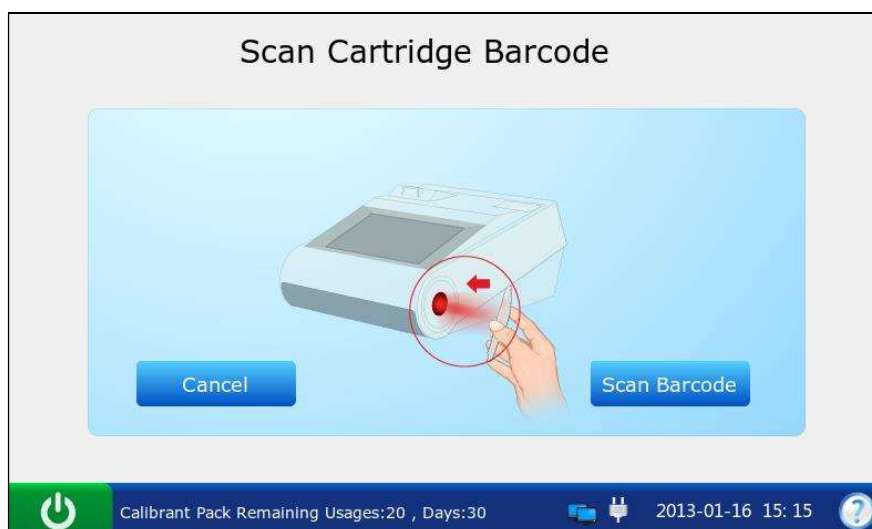 Scan Cartridge Barcode
Cancel
Scan Barcode
Calibrant Pack Remaining Usages:20 , Days:30
2013-01-16 15: 15
?